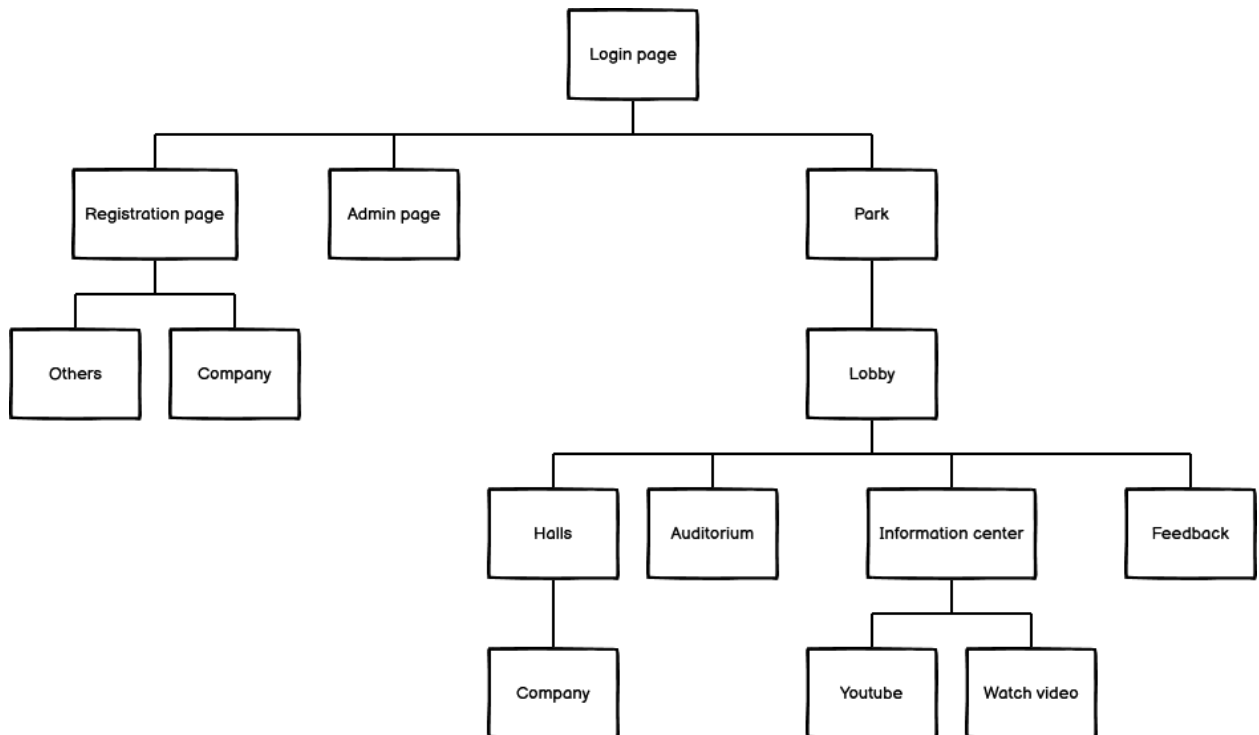 Login page
Registration page
Admin page
Park
Others
Company
Lobby
Halls
Auditorium
Information center
Feedback
Company
Youtube
Watch video